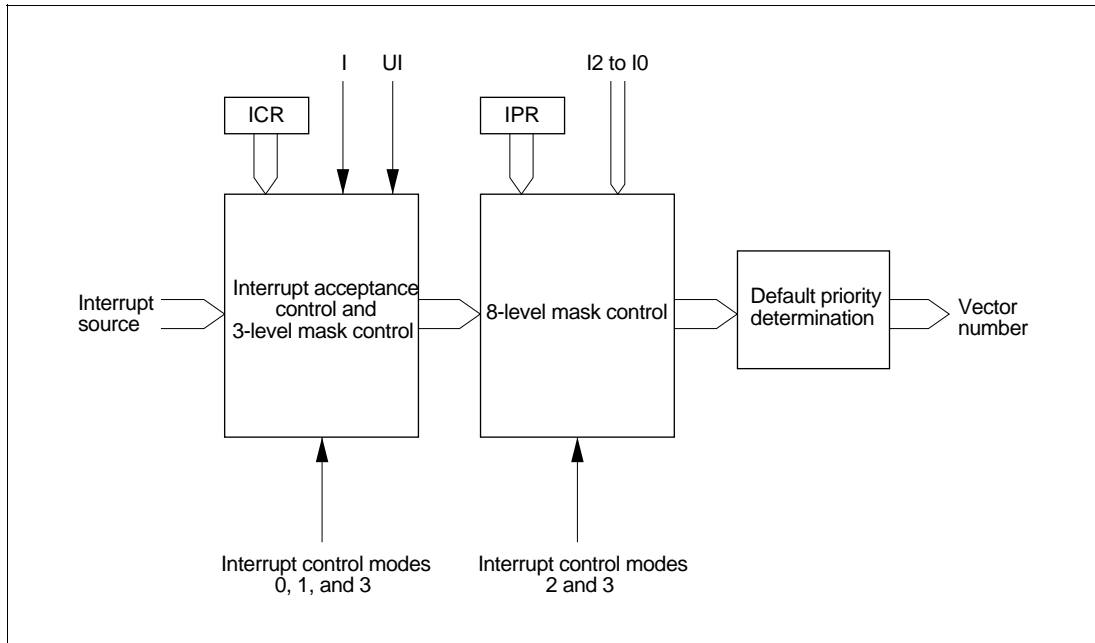 I UI I2 to I0
ICR IPR
Interrupt
source
Interrupt acceptance
control and
3-level mask control
8-level mask control
Default priority
determination
Vector
number
Interrupt control modes
0, 1, and 3
Interrupt control modes
2 and 3